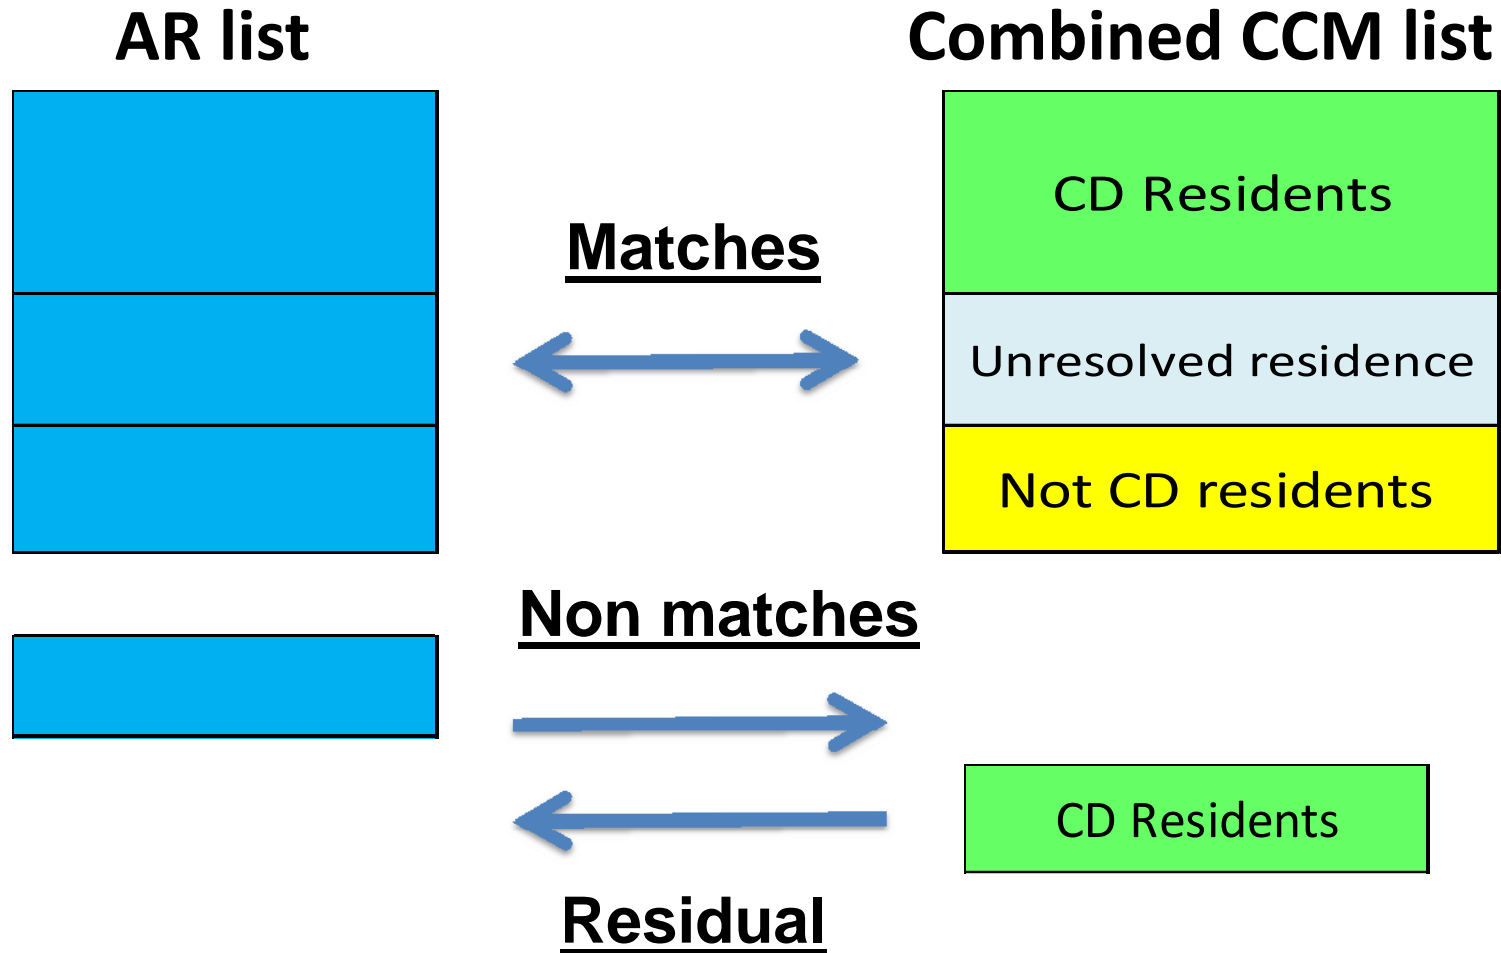 AR list
Combined CCM list
CD Residents
Matches
Unresolved residence
Not CD residents
Non matches
CD Residents
Residual